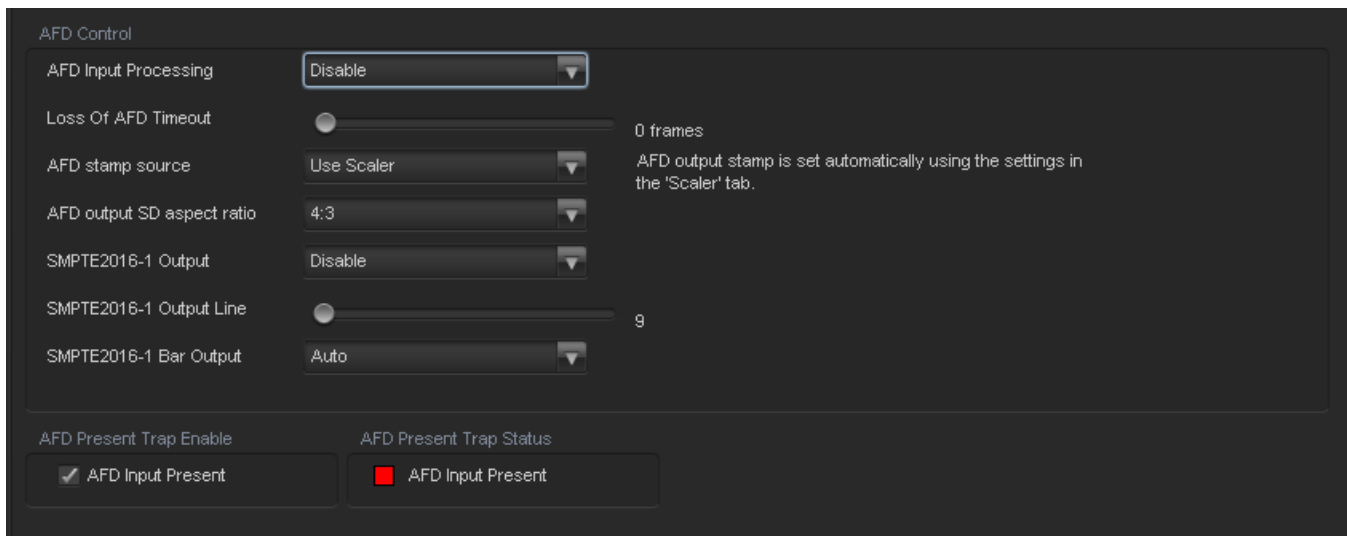 AFD Control
AFD Input Processing
Disable
Loss Of AFD Timeout
0 frames
AFD stamp source
Use Scaler
AFD output stamp is set automatically using the settings in
the 'Scaler' tab.
AFD output SD aspect ratio
4:3
SMPTE2016-1 Output
Disable
SMPTE2016-1 Output Line
9
SMPTE2016-1 Bar Output
Auto
AFD Present Trap Enable
AFD Present Trap Status
AFD Input Present
AFD Input Present